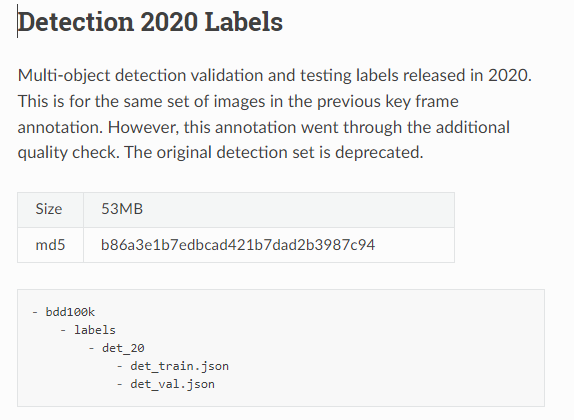 Detection 2020 Labels
Multi-object detection validation and testing labels released in 2020.
This is for the same set of images in the previous key frame
annotation. However, this annotation went through the additional
quality check. The original detection set is deprecated.
Size 53MB
md5 b86a3e1b7edbcad421b7dad2b3987c94
- bdd100k
- labels
- det_20
- det_train.json
- det_val.json